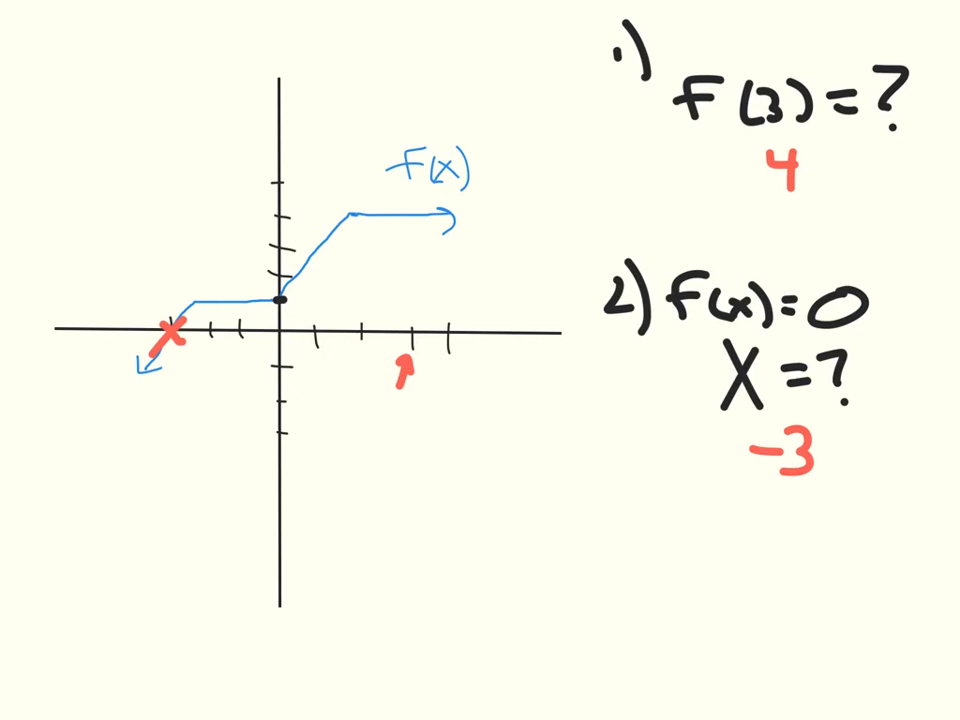 f(x)
1)
f(3)=?
4
2) f(x)=0
x=?
-3